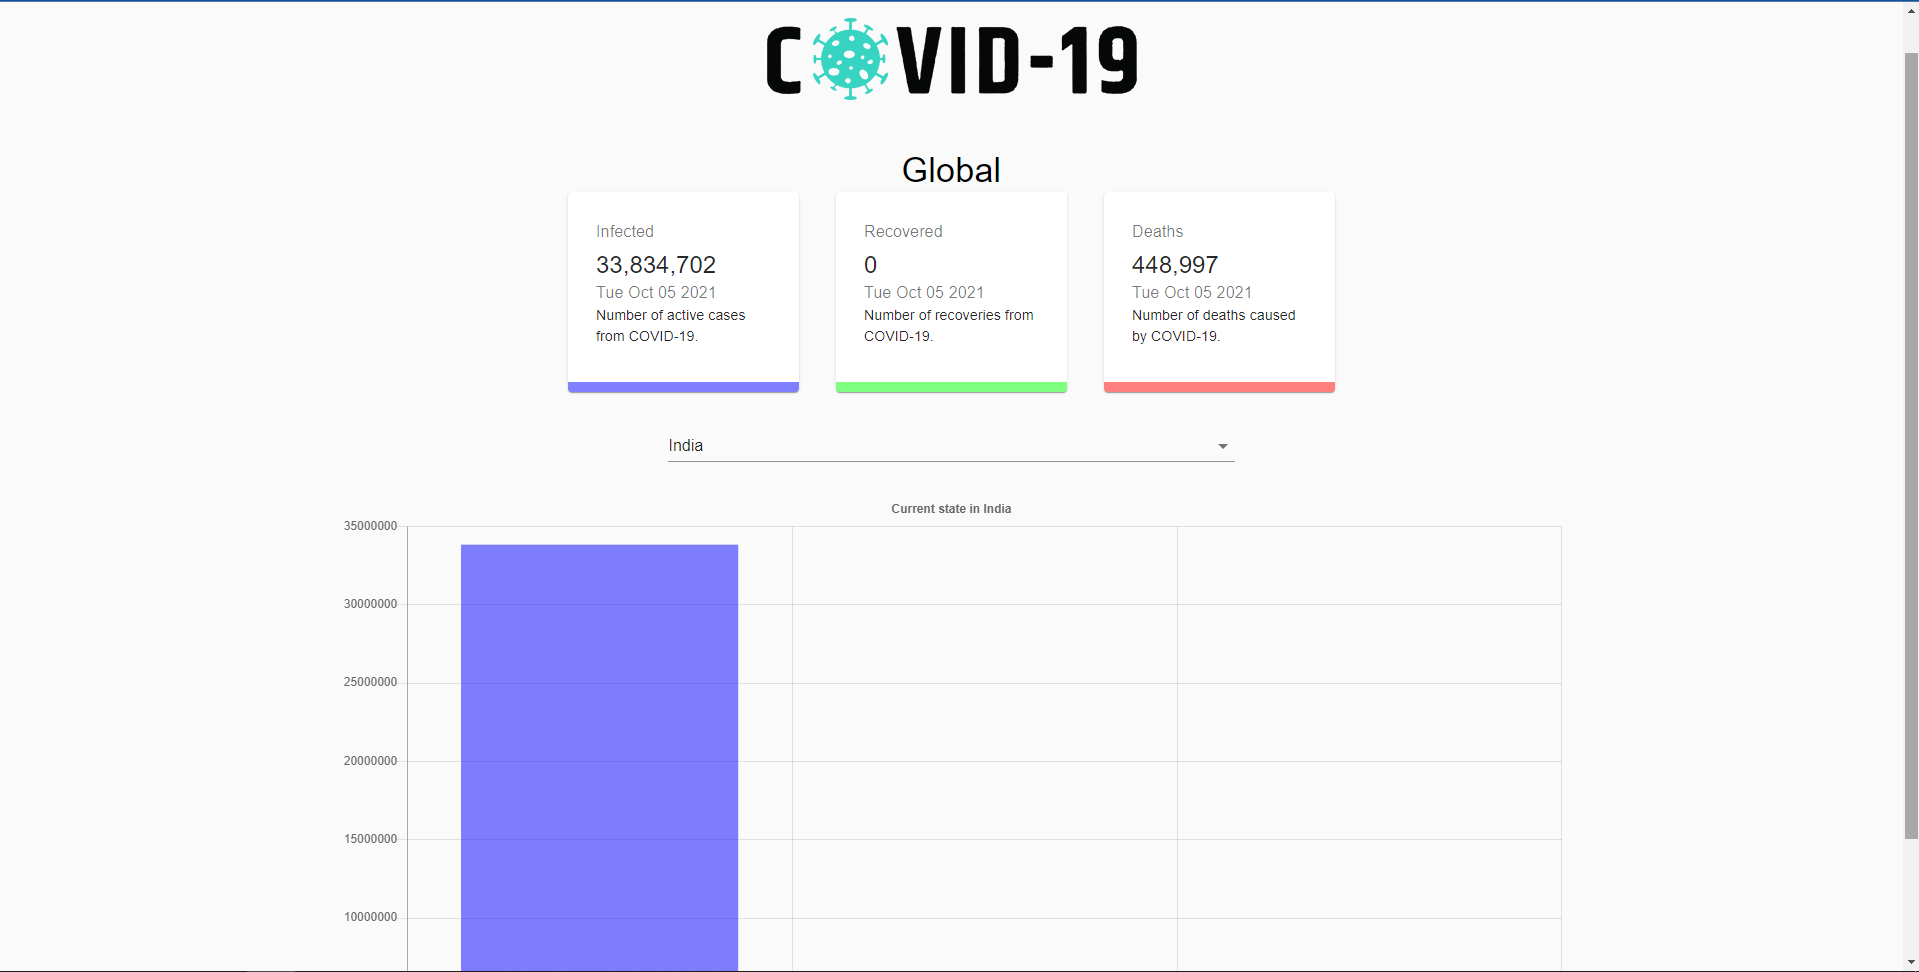 COVID-19
Global
Infected
33,834,702
Tue Oct 05 2021
Number of active cases
from COVID-19.
Recovered
0
Tue Oct 05 2021
Number of recoveries from
COVID-19.
Deaths
448,997
Tue Oct 05 2021
Number of deaths caused
by COVID-19.
India
Current state in India
35000000
30000000
25000000
20000000
15000000
10000000